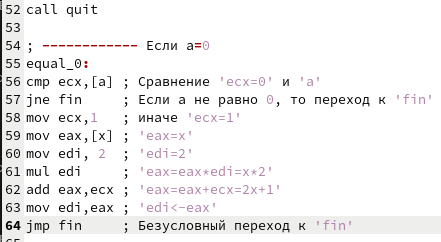 52 call quit
53
54 ; ------------ Если a=0
55 equal_0:
56 cmp ecx,[a] ; Сравнение 'ecx=0' и 'a'
57 jne fin ; Если а не равно 0, то переход к 'fin'
58 mov ecx,1 ; иначе 'ecx=1'
59 mov eax,[x] ; 'eax=x'
60 mov edi, 2 ; 'edi=2'
61 mul edi ; 'eax=eax*edi=x*2'
62 add eax,ecx ; 'eax=eax+ecx=2x+1'
63 mov edi,eax ; 'edi<-eax'
64 jmp fin ; Безусловный переход к 'fin'